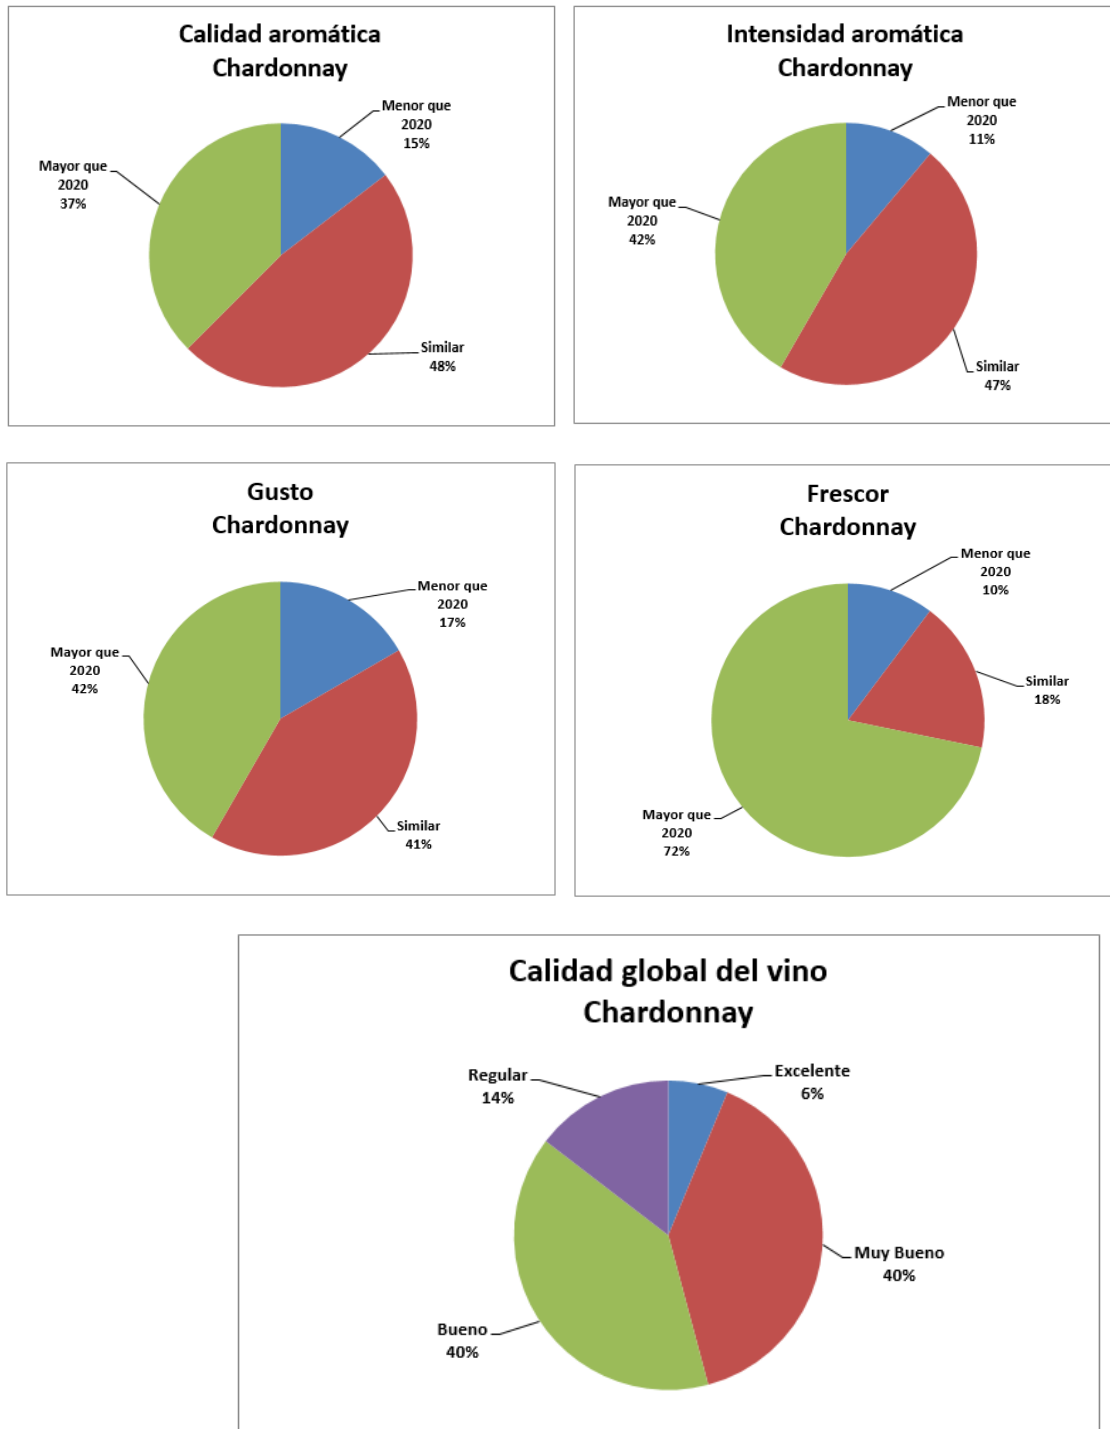 Calidad aromática
Chardonnay
Menor que
2020
15%
Mayor que
2020
37%
Similar
48%
Intensidad aromática
Chardonnay
Menor que
2020
11%
Mayor que
2020
42%
Similar
47%
Gusto
Chardonnay
Menor que
2020
17%
Mayor que
2020
42%
Similar
41%
Frescor
Chardonnay
Menor que
2020
10%
Similar
18%
Mayor que
2020
72%
Calidad global del vino
Chardonnay
Regular
14%
Excelente
6%
Muy Bueno
40%
Bueno
40%